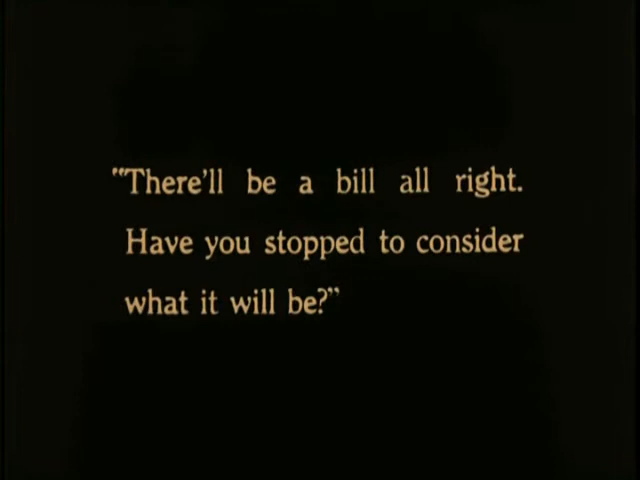 "There'll be a bill all right.
Have you stopped to consider
what it will be?"